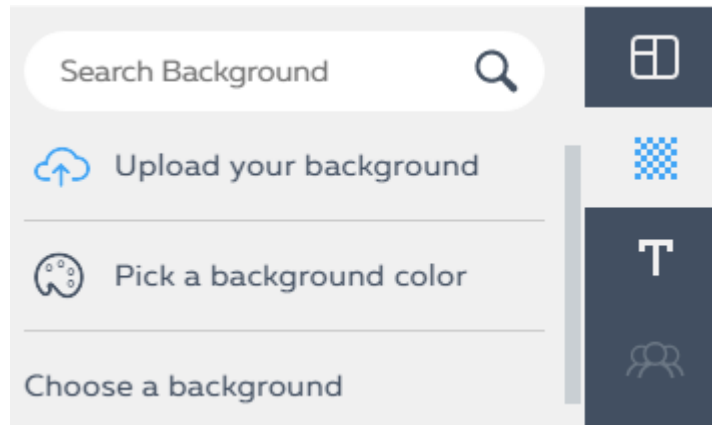 Search Background
Upload your background
Pick a background color
Choose a background
T